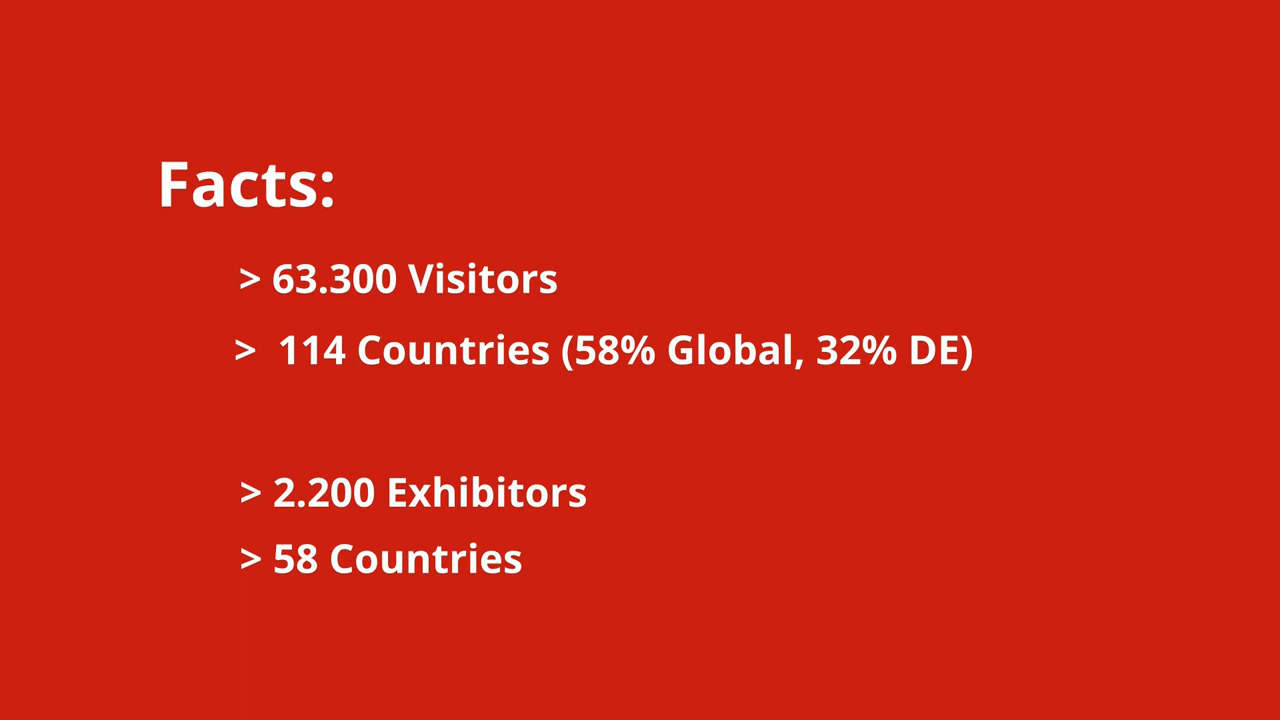 Facts:
> 63.300 Visitors
> 114 Countries (58% Global, 32% DE)
> 2.200 Exhibitors
> 58 Countries